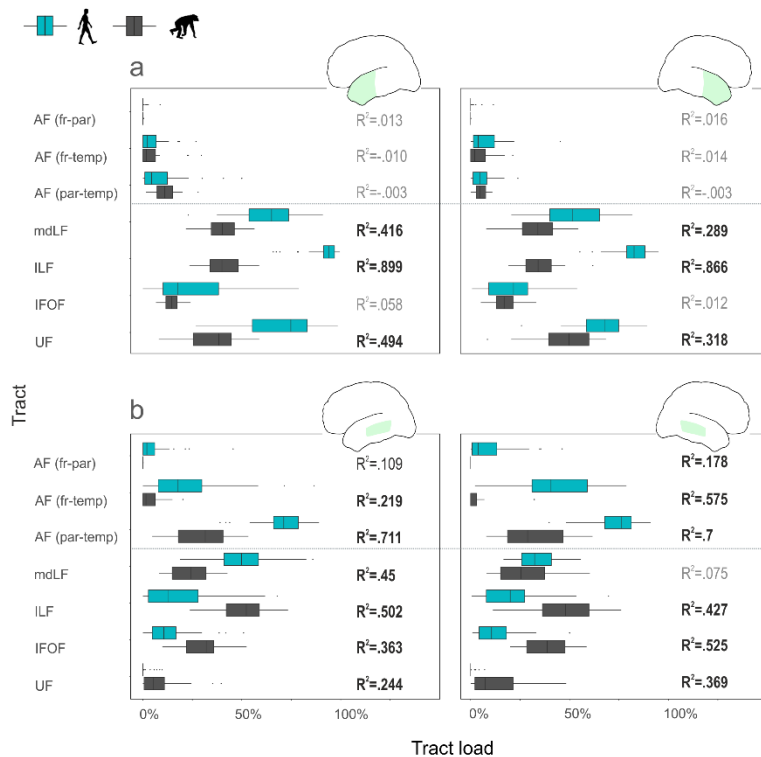 a
AF (fr-par) R²=.013 R²=.016
AF (fr-temp) R²=-.010 R²=.014
AF (par-temp) R²=-.003 R²=-.003
mdLF R²=.416 R²=.289
ILF R²=.899 R²=.866
IFOF R²=.058 R²=.012
UF R²=.494 R²=.318
Tract
b
AF (fr-par) R²=.109 R²=.178
AF (fr-temp) R²=.219 R²=.575
AF (par-temp) R²=.711 R²=.7
mdLF R²=.45 R²=.075
ILF R²=.502 R²=.427
IFOF R²=.363 R²=.525
UF R²=.244 R²=.369
0% 50% 100% 0% 50% 100%
Tract load